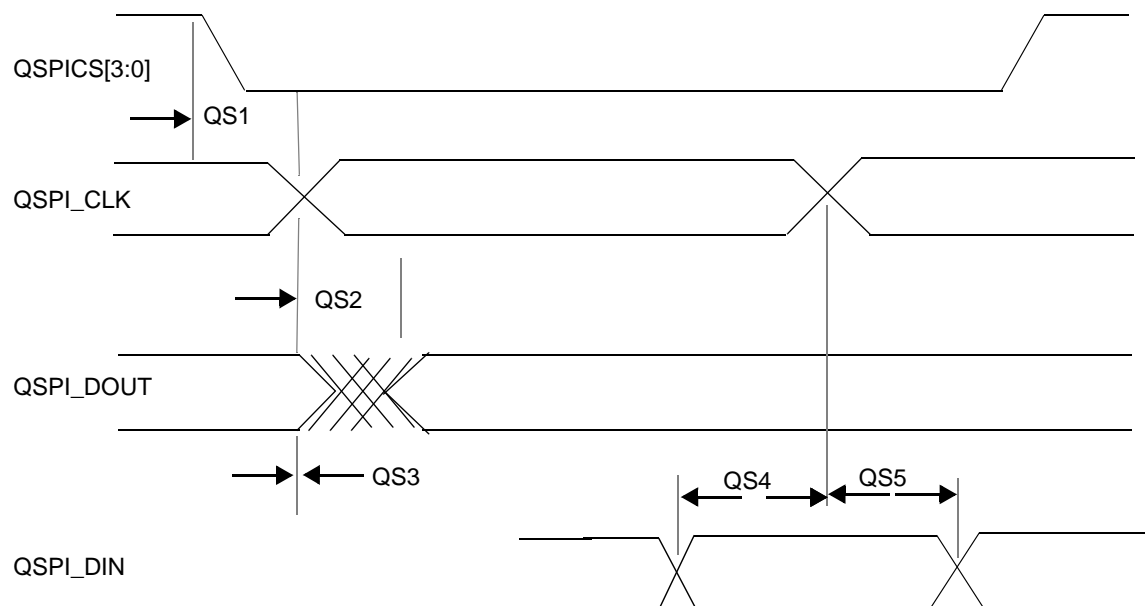 QSPICS[3:0]
QS1
QSPI_CLK
QS2
QSPI_DOUT
QS3
QS4
QS5
QSPI_DIN